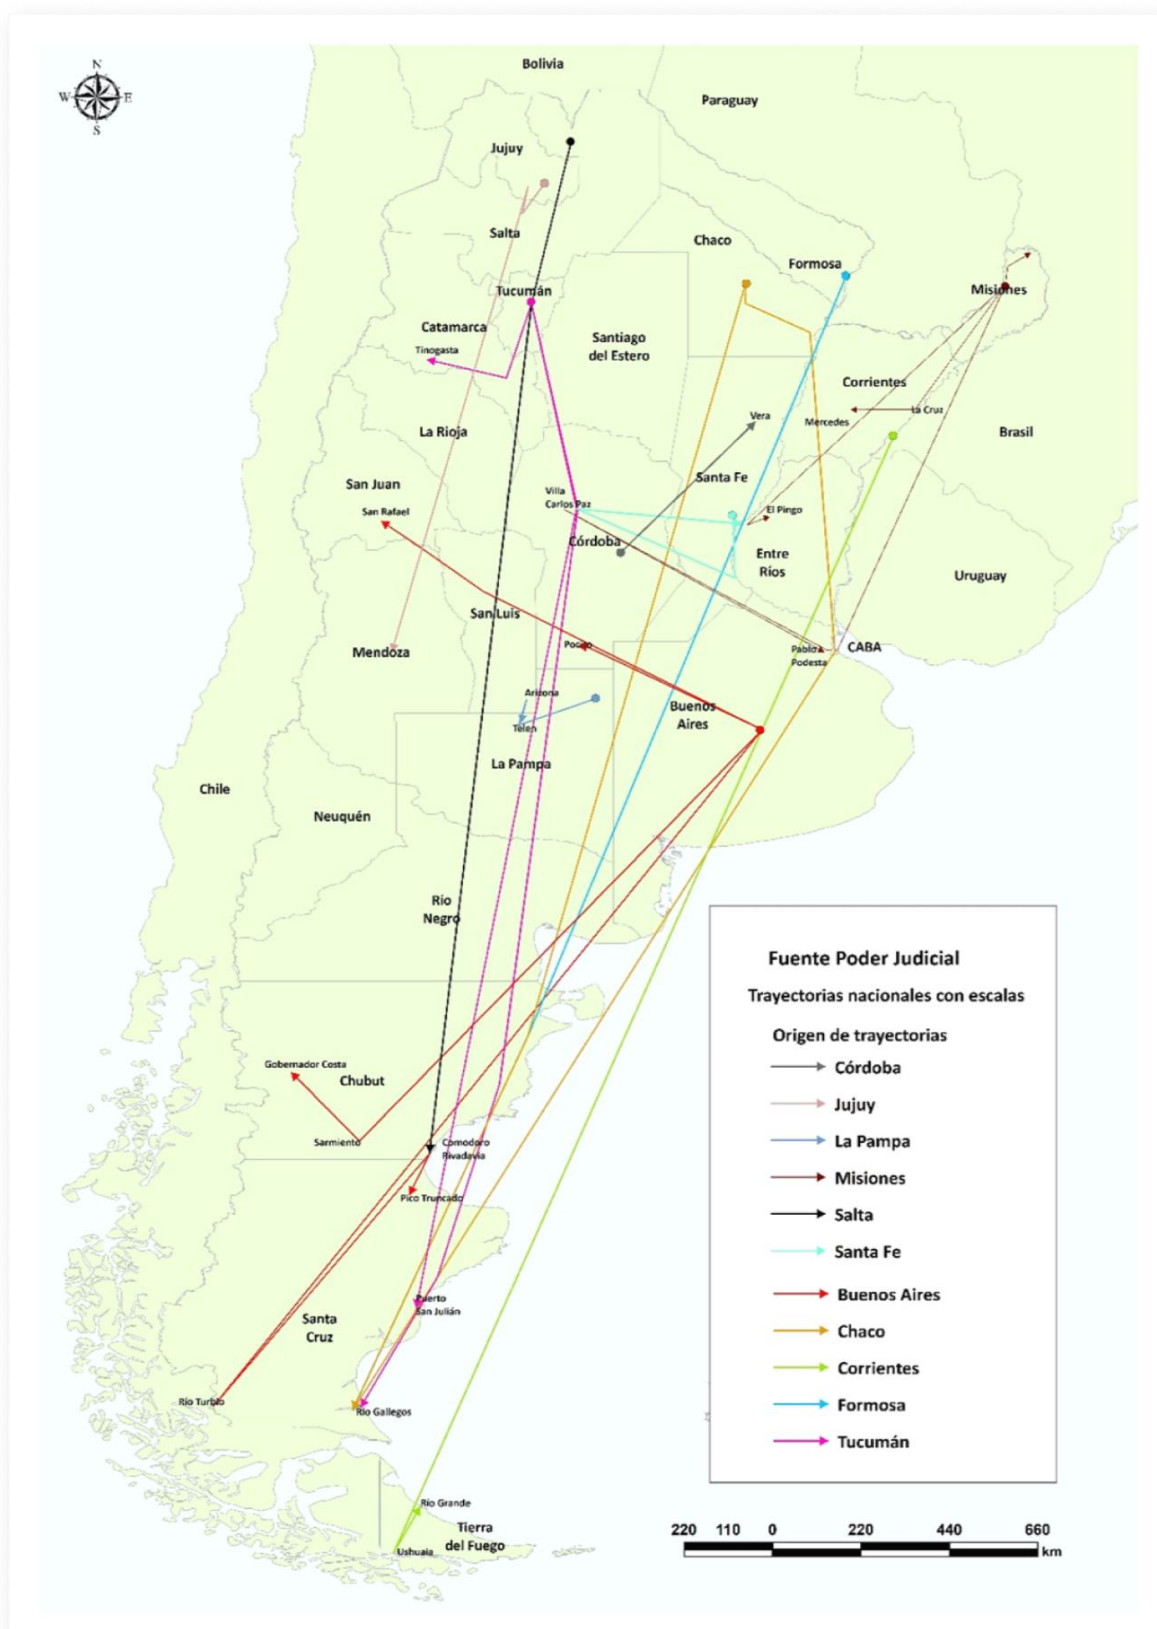 N
W
E
S
Bolivia
Paraguay
Jujuy
Salta
Chaco
Formosa
Tucumán
Misiones
Catamarca
Tinogasta
Santiago
del Estero
Corrientes
La Cruz
Mercedes
Vera
La Rioja
Brasil
San Juan
Santa Fe
Villa
Carlos Paz
San Rafael
El Pingo
Córdoba
Entre
Ríos
Uruguay
San Luis
Mendoza
Pocito
Pablo
Podesta
CABA
Arizona
Telen
Buenos
Aires
La Pampa
Chile
Neuquén
Río
Negro
Gobernador Costa
Chubut
Sarmiento
Comodoro
Rivadavia
Pico Truncado
Puerto
San Julián
Santa
Cruz
Río Turbio
Río Gallegos
Río Grande
Tierra
del Fuego
Ushuaia
Fuente Poder Judicial
Trayectorias nacionales con escalas
Origen de trayectorias
Córdoba
Jujuy
La Pampa
Misiones
Salta
Santa Fe
Buenos Aires
Chaco
Corrientes
Formosa
Tucumán
220 110 0 220 440 660
km